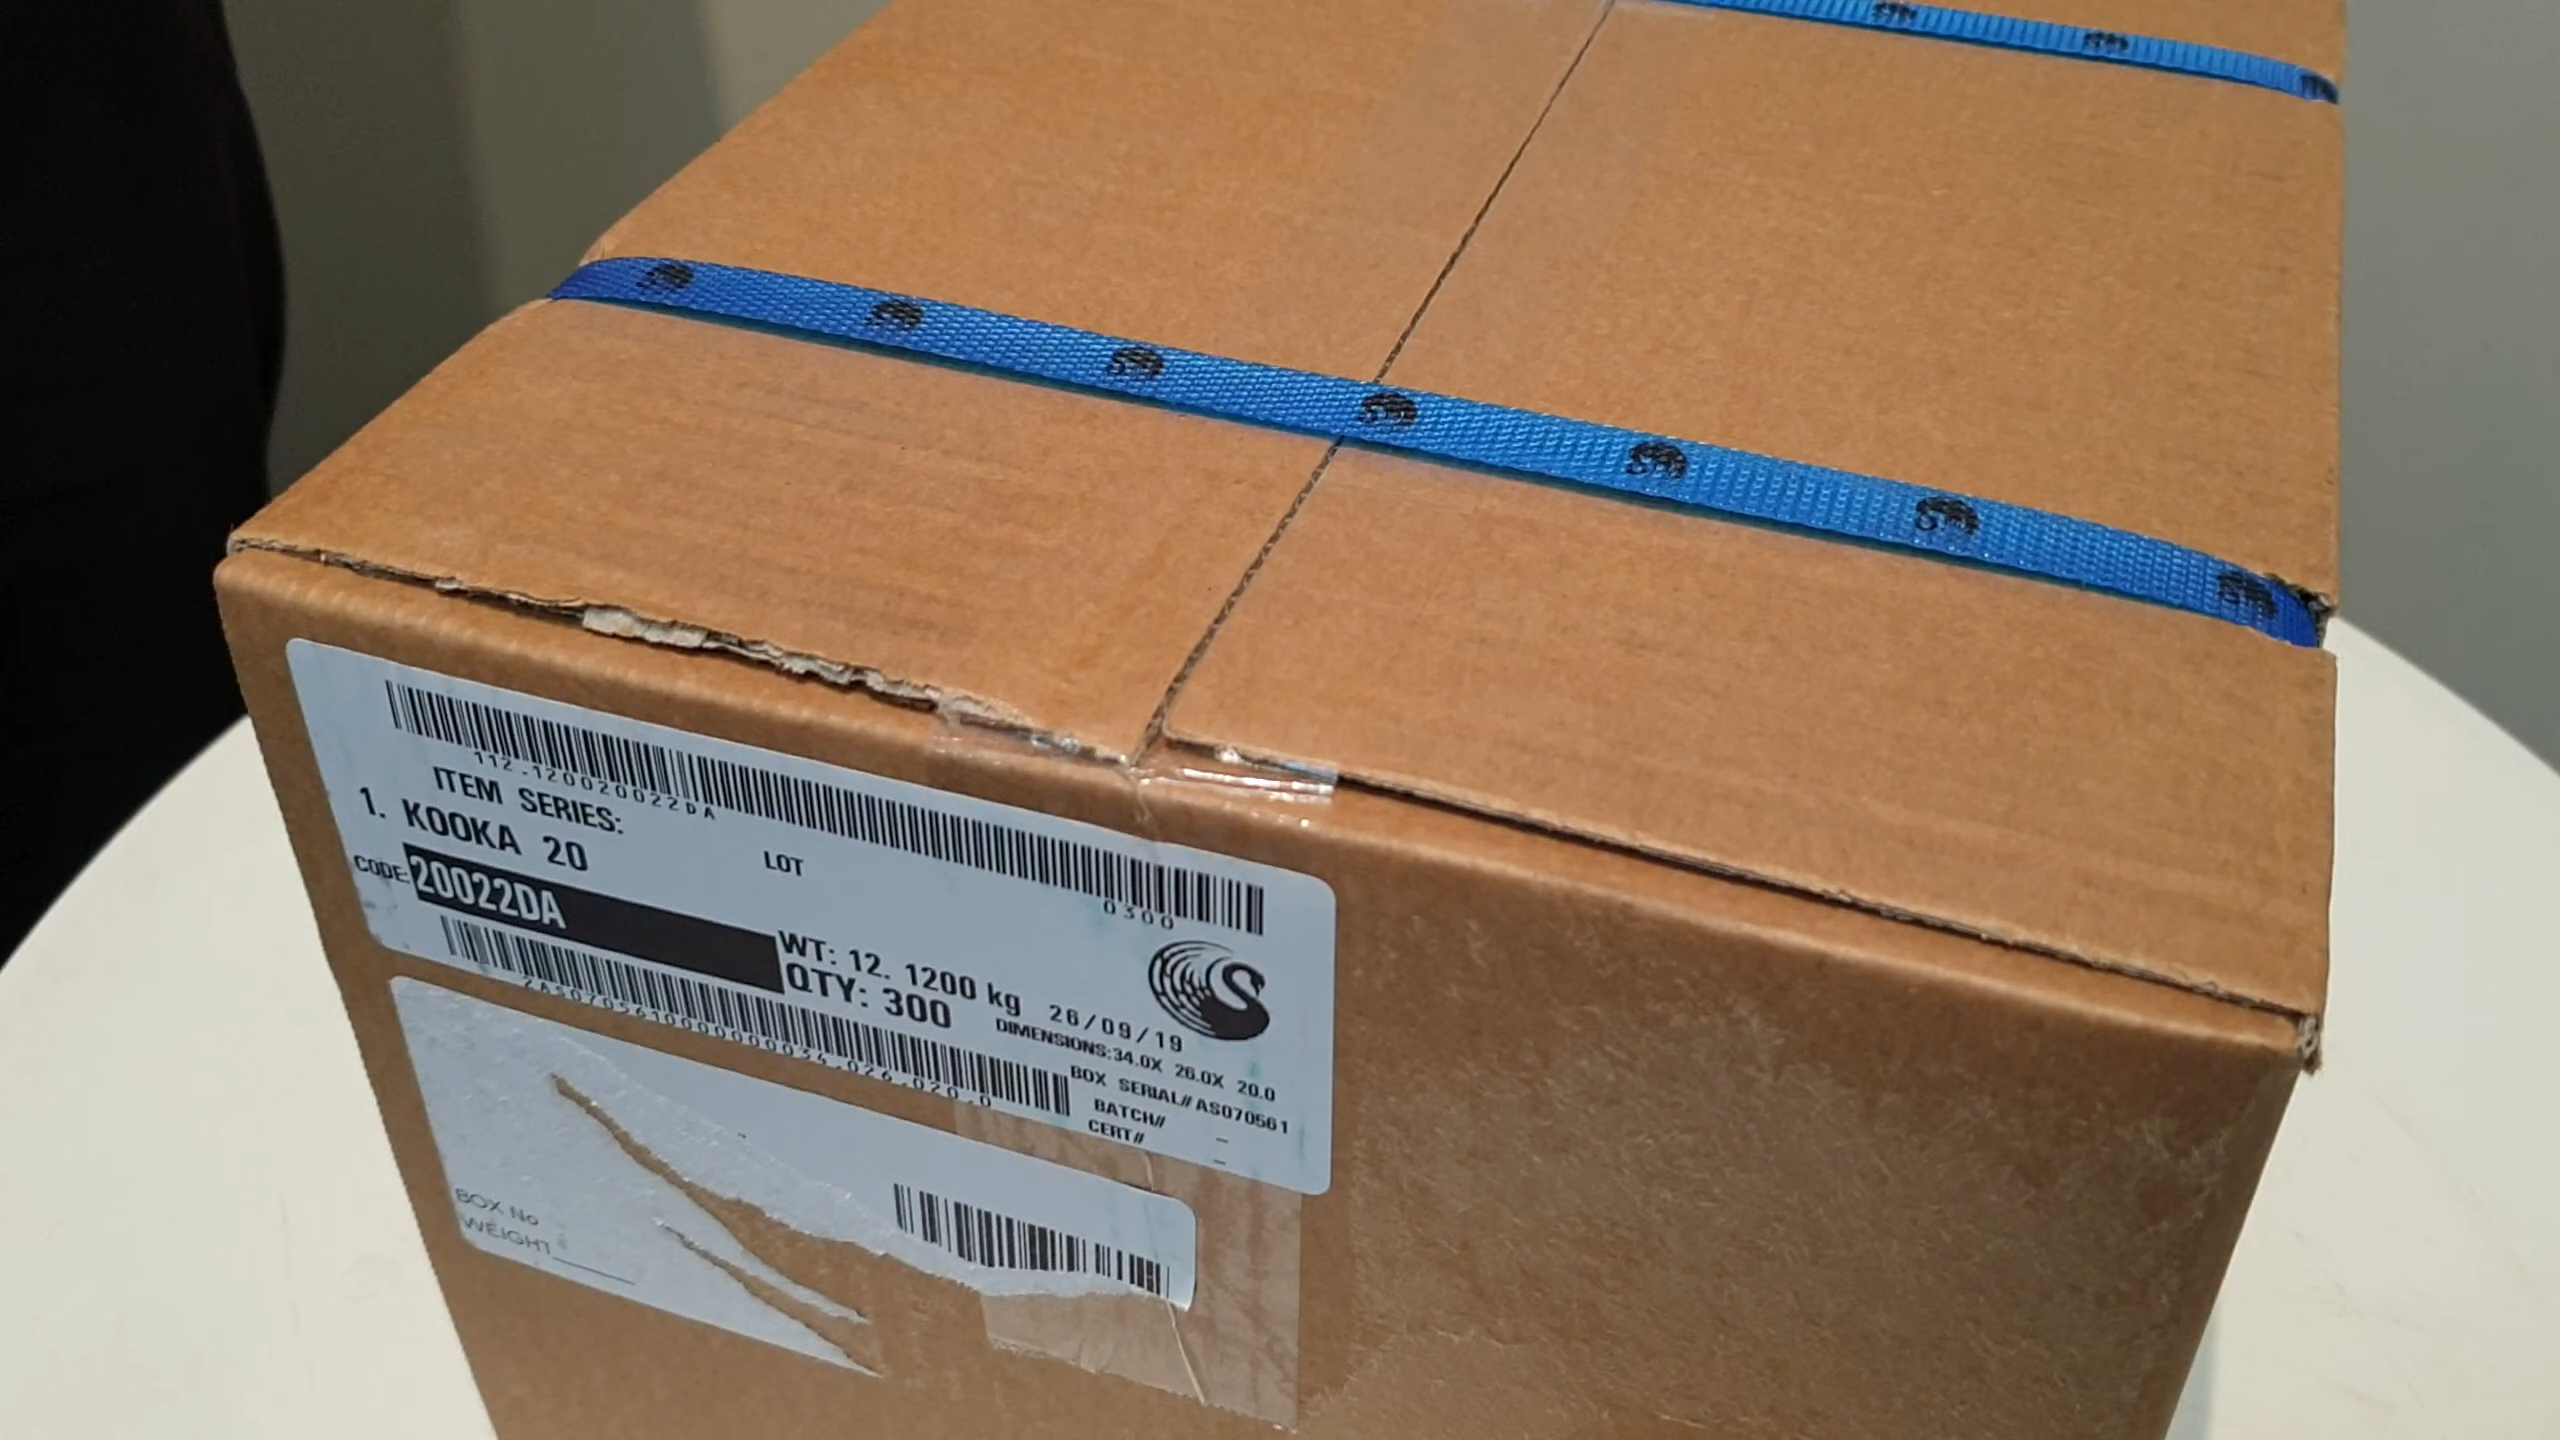 112-120020022DA
0300
ITEM SERIES:
1. KOOKA 20
LOT
CODE: 20022DA
WT: 12. 1200 kg 26/09/19
QTY: 300
DIMENSIONS:34.0X 26.0X 20.0
BOX SERIAL# AS070561
BATCH# -
CERT# -
BOX No
WEIGHT